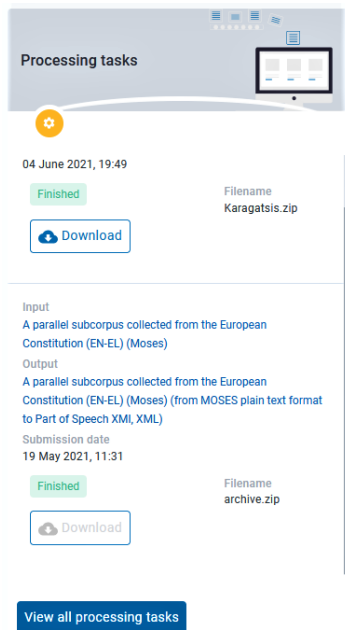 Processing tasks
04 June 2021, 19:49
Finished
Filename
Karagatsis.zip
Download
Input
A parallel subcorpus collected from the European
Constitution (EN-EL) (Moses)
Output
A parallel subcorpus collected from the European
Constitution (EN-EL) (Moses) (from MOSES plain text format
to Part of Speech XMI, XML)
Submission date
19 May 2021, 11:31
Finished
Filename
archive.zip
Download
View all processing tasks